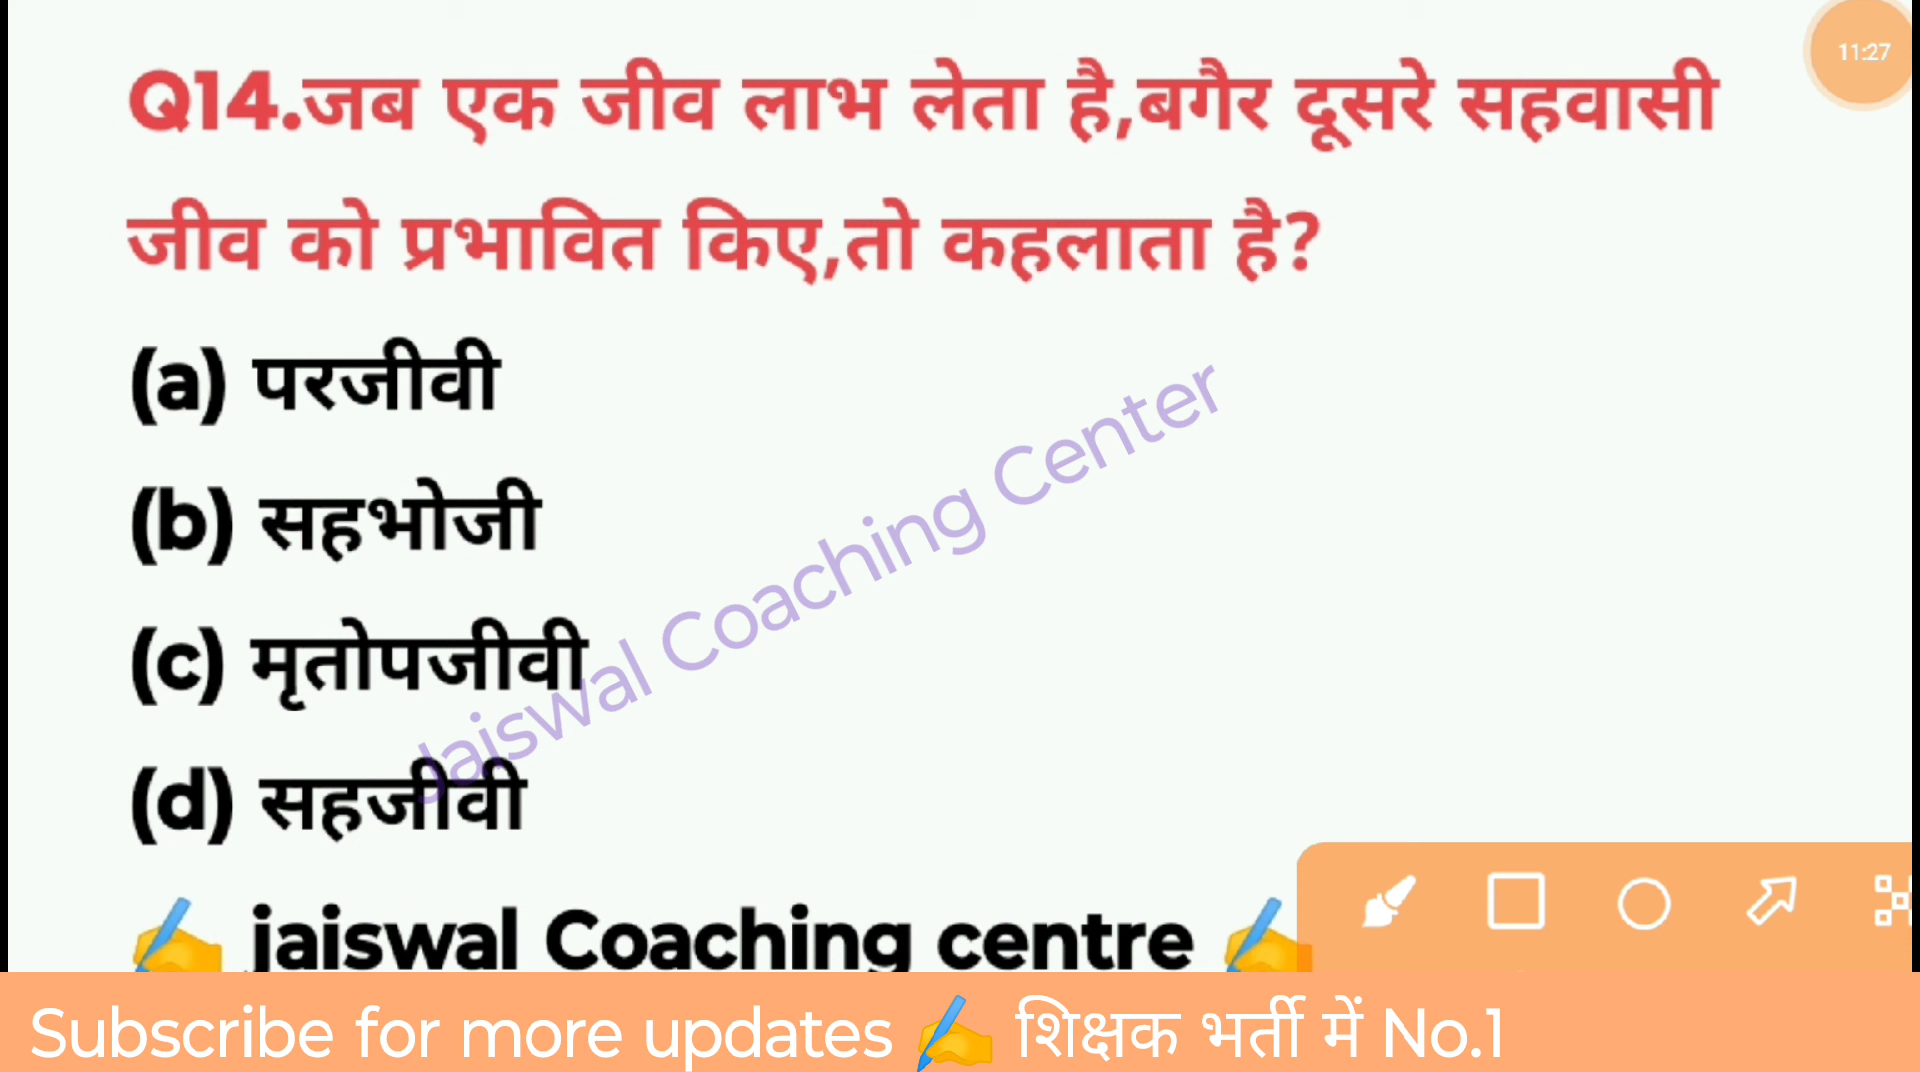 11:27
Q14.जब एक जीव लाभ लेता है,बगैर दूसरे सहवासी
जीव को प्रभावित किए,तो कहलाता है?
(a) परजीवी
(b) सहभोजी
(c) मृतोपजीवी
(d) सहजीवी
Jaiswal Coaching Center
✍️ jaiswal Coaching centre ✍️
Subscribe for more updates ✍️ शिक्षक भर्ती में No.1